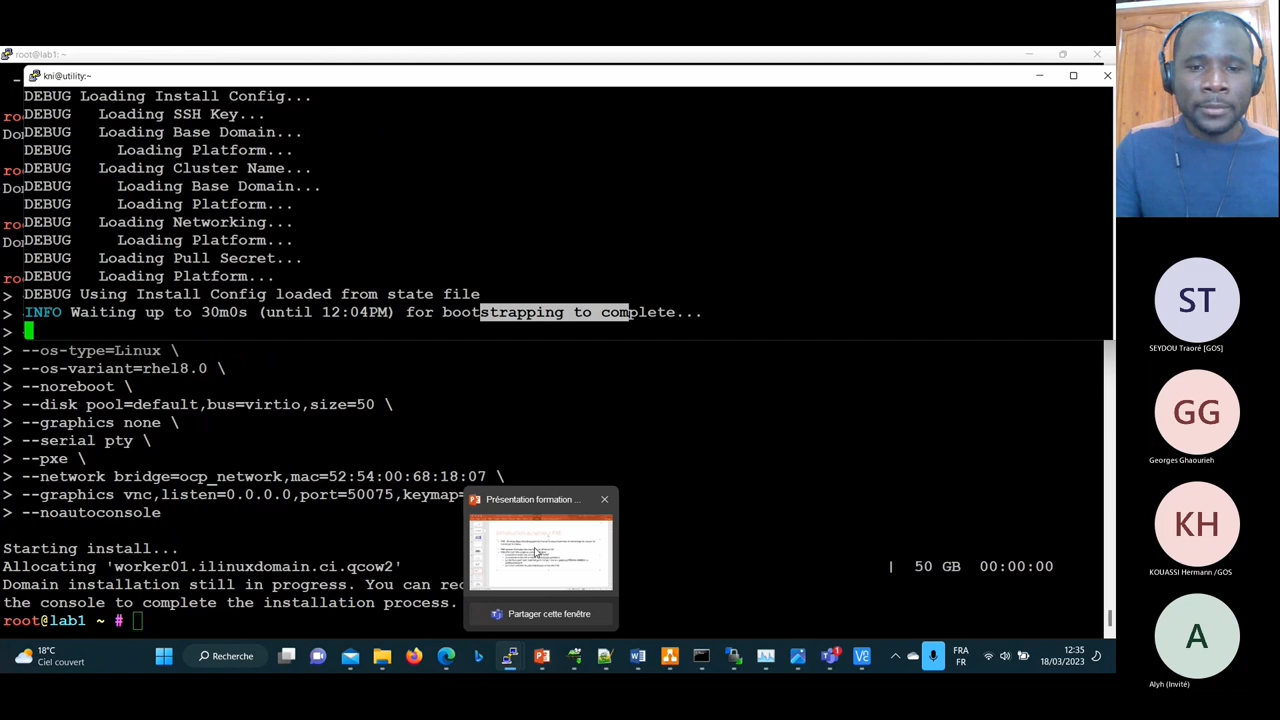 root@lab1: ~
kni@utility:~
DEBUG Loading Install Config...
DEBUG   Loading SSH Key...
DEBUG   Loading Base Domain...
DEBUG     Loading Platform...
DEBUG   Loading Cluster Name...
DEBUG     Loading Base Domain...
DEBUG     Loading Platform...
DEBUG   Loading Networking...
DEBUG     Loading Platform...
DEBUG   Loading Pull Secret...
DEBUG   Loading Platform...
DEBUG Using Install Config loaded from state file
INFO Waiting up to 30m0s (until 12:04PM) for bootstrapping to complete...
> --os-type=Linux \
> --os-variant=rhel8.0 \
> --noreboot \
> --disk pool=default,bus=virtio,size=50 \
> --graphics none \
> --serial pty \
> --pxe \
> --network bridge=ocp_network,mac=52:54:00:68:18:07 \
> --graphics vnc,listen=0.0.0.0,port=50075,keymap=
> --noautoconsole
Starting install...
Allocating 'worker01.ilinuxdomain.ci.qcow2' | 50 GB 00:00:00
Domain installation still in progress. You can rec
the console to complete the installation process.
root@lab1 ~ #
Présentation formation ...
Partager cette fenêtre
18°C
Ciel couvert
Recherche
FRA
FR
12:35
18/03/2023
ST
SEYDOU Traoré [GOS]
GG
Georges Ghaourieh
KH
KOUASSI Hermann /GOS
A
Alyh (Invité)